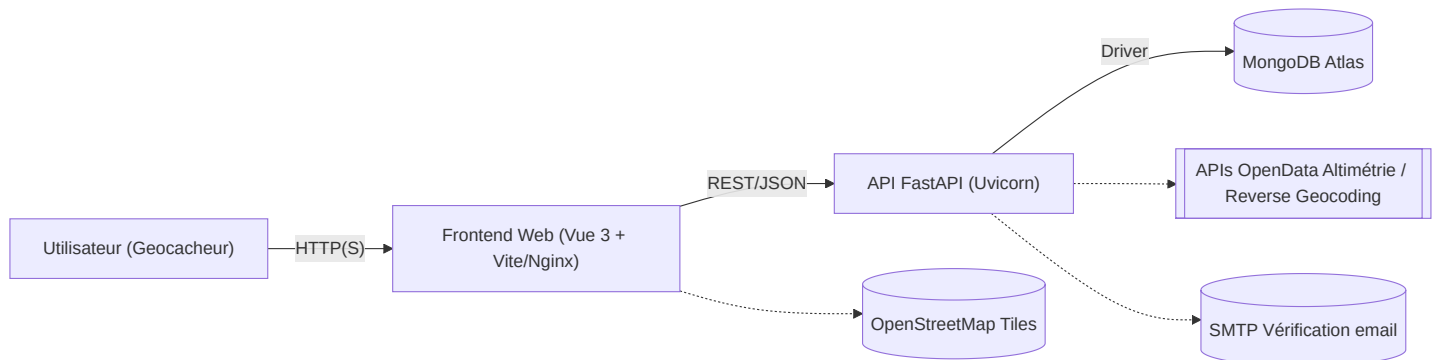 Utilisateur (Geocacheur)
HTTP(S)
Frontend Web (Vue 3 +
Vite/Nginx)
REST/JSON
API FastAPI (Uvicorn)
OpenStreetMap Tiles
Driver
MongoDB Atlas
APIs OpenData Altimétrie /
Reverse Geocoding
SMTP Vérification email